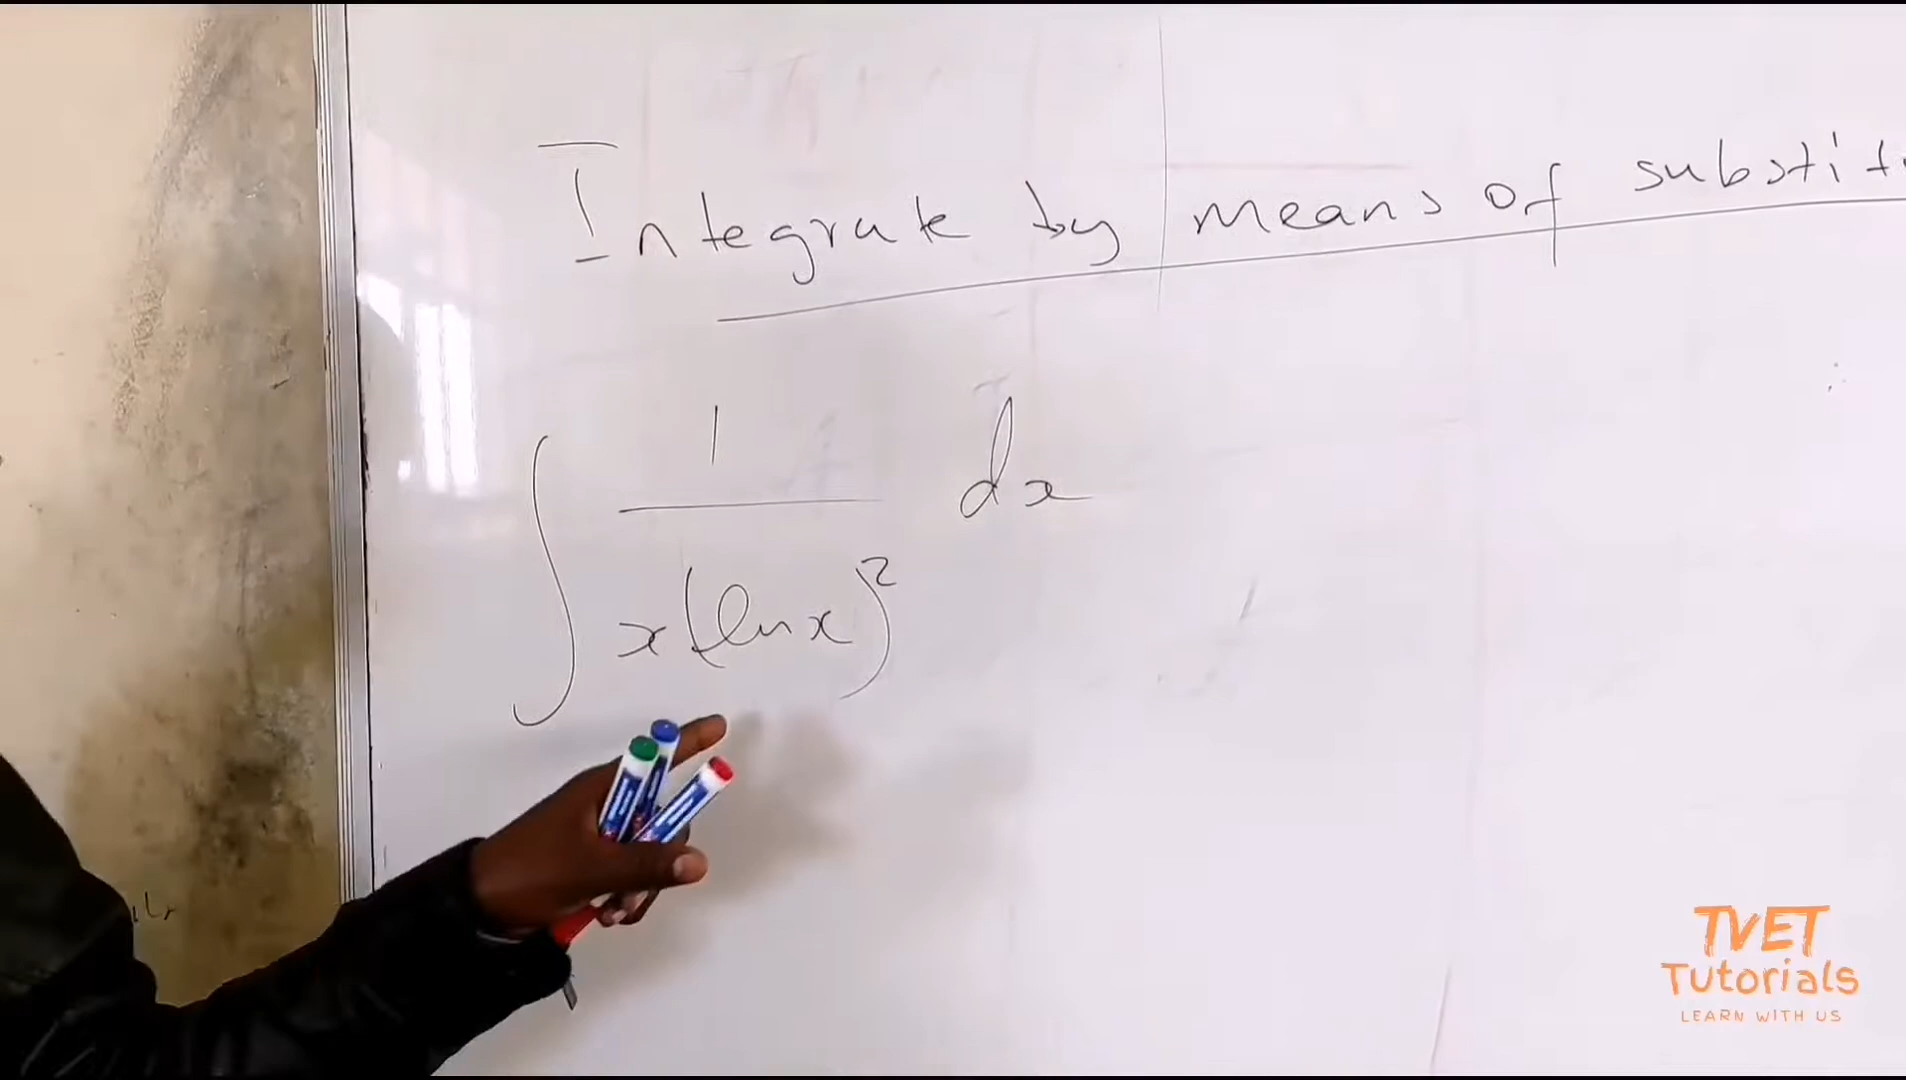 Integrate by means of substit
∫ 1/x(lnx)² dx
TVET
Tutorials
LEARN WITH US